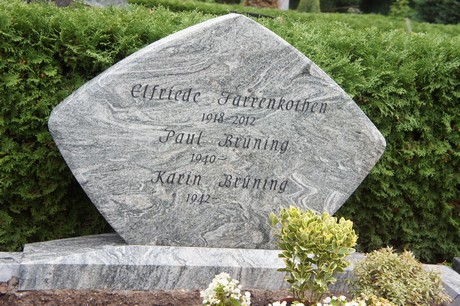 Elfriede Farrenkothen
1918-2012
Paul Brüning
1940-
Karin Brüning
1942-